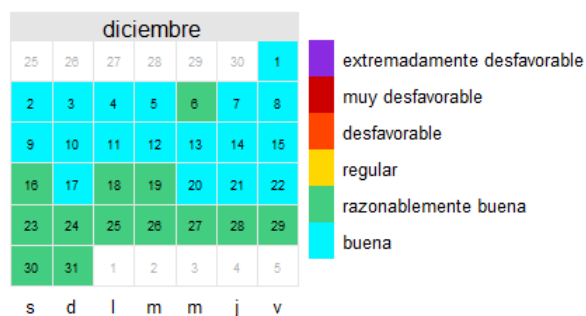 diciembre
25 26 27 28 29 30 1
2 3 4 5 6 7 8
9 10 11 12 13 14 15
16 17 18 19 20 21 22
23 24 25 26 27 28 29
30 31 1 2 3 4 5
s d l m m j v
extremadamente desfavorable
muy desfavorable
desfavorable
regular
razonablemente buena
buena